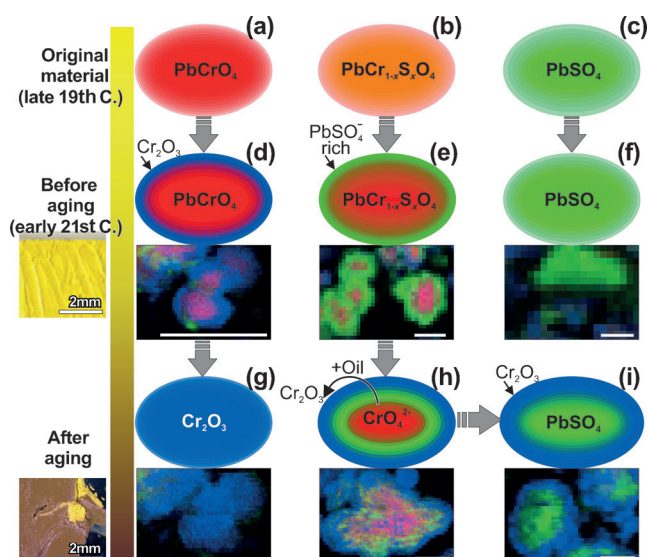 (a)
(b)
(c)
Original
material
(late 19th C.)
PbCrO₄
PbCr₁₋ₓSₓO₄
PbSO₄
Cr₂O₃
PbSO₄⁻
rich
(d)
(e)
(f)
Before
aging
(early 21st C.)
PbCrO₄
PbCr₁₋ₓSₓO₄
PbSO₄
2mm
(g)
+Oil
(h)
Cr₂O₃
(i)
Cr₂O₃
Cr₂O₃
CrO₄²⁻
PbSO₄
After
aging
2mm